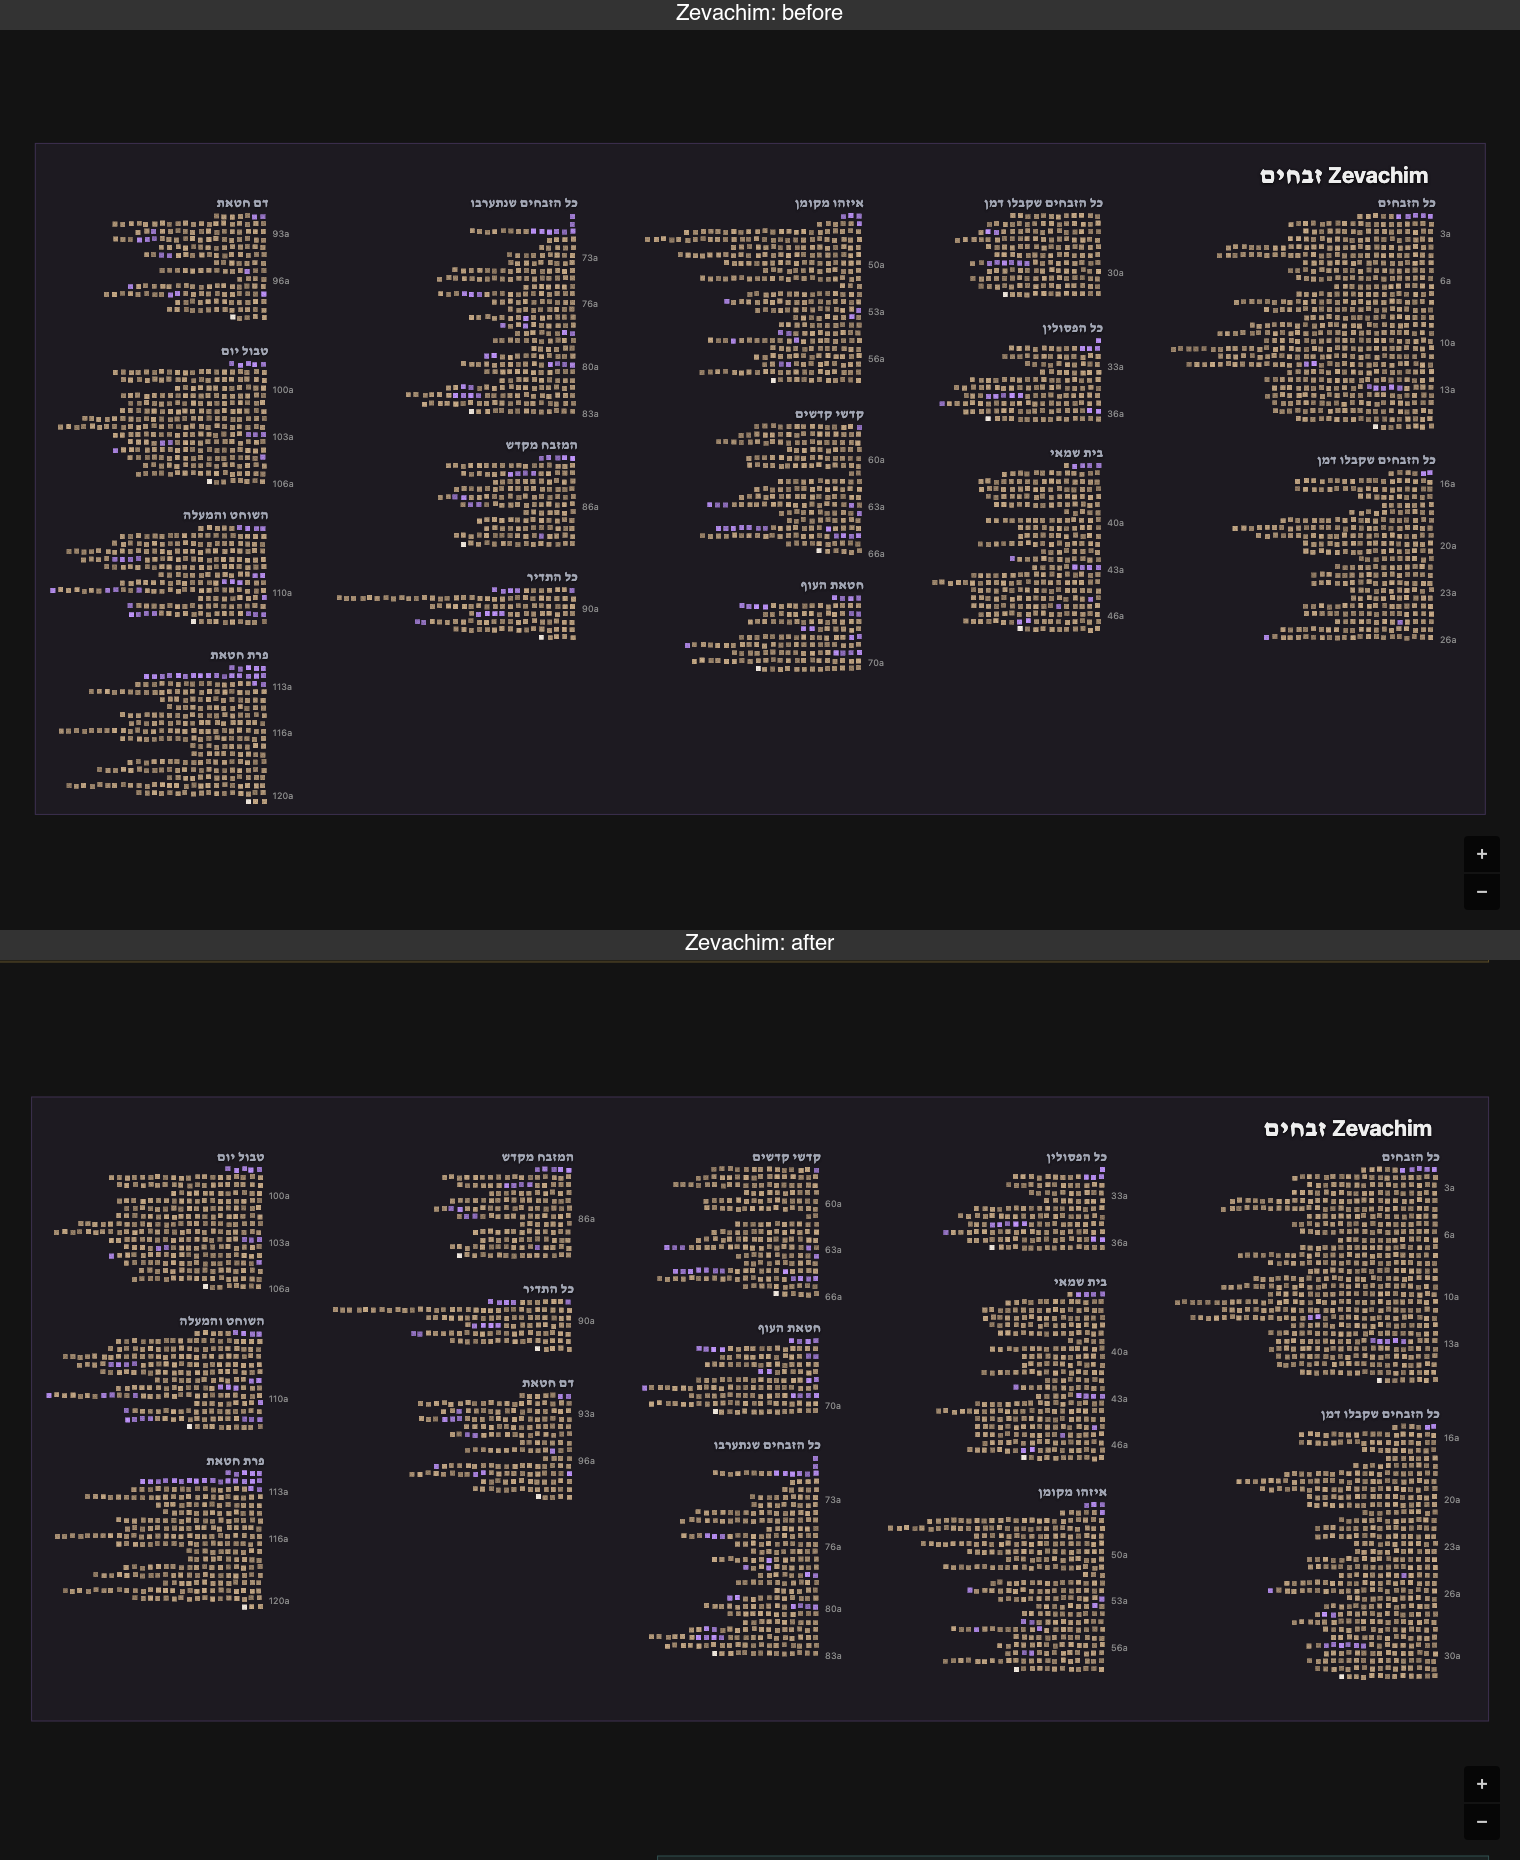 Zevachim: before
זבחים Zevachim
כל הזבחים
3a
6a
10a
13a
כל הזבחים שקבלו דמן
16a
20a
23a
26a
כל הזבחים שקבלו דמן
30a
כל הפסולין
33a
36a
בית שמאי
40a
43a
46a
איזהו מקומן
50a
53a
56a
קדשי קדשים
60a
63a
66a
חטאת העוף
70a
כל הזבחים שנתערבו
73a
76a
80a
83a
המזבח מקדש
86a
כל התדיר
90a
דם חטאת
93a
96a
טבול יום
100a
103a
106a
השוחט והמעלה
110a
פרת חטאת
113a
116a
120a
+
−
Zevachim: after
זבחים Zevachim
כל הזבחים
3a
6a
10a
13a
כל הזבחים שקבלו דמן
16a
20a
23a
26a
30a
כל הפסולין
33a
36a
בית שמאי
40a
43a
46a
איזהו מקומן
50a
53a
56a
קדשי קדשים
60a
63a
66a
חטאת העוף
70a
כל הזבחים שנתערבו
73a
76a
80a
83a
המזבח מקדש
86a
כל התדיר
90a
דם חטאת
93a
96a
טבול יום
100a
103a
106a
השוחט והמעלה
110a
פרת חטאת
113a
116a
120a
+
−